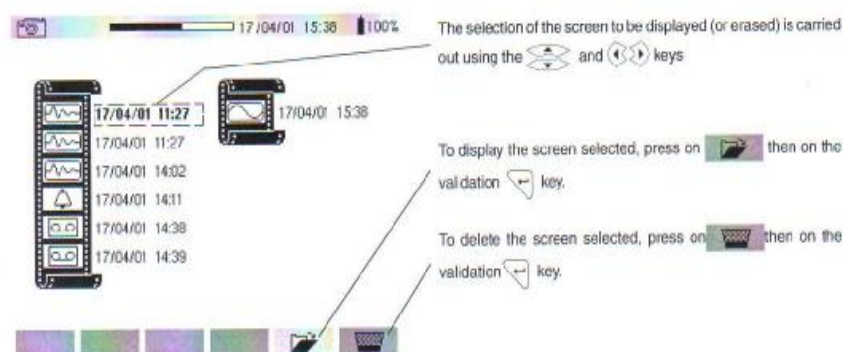 17/04/01 15:38 100%
17/04/01 11:27
17/04/01 11:27
17/04/01 14:02
17/04/01 14:11
17/04/01 14:38
17/04/01 14:39
17/04/01 15:38
The selection of the screen to be displayed (or erased) is carried
out using the and keys
To display the screen selected, press on then on the
validation key.
To delete the screen selected, press on then on the
validation key.